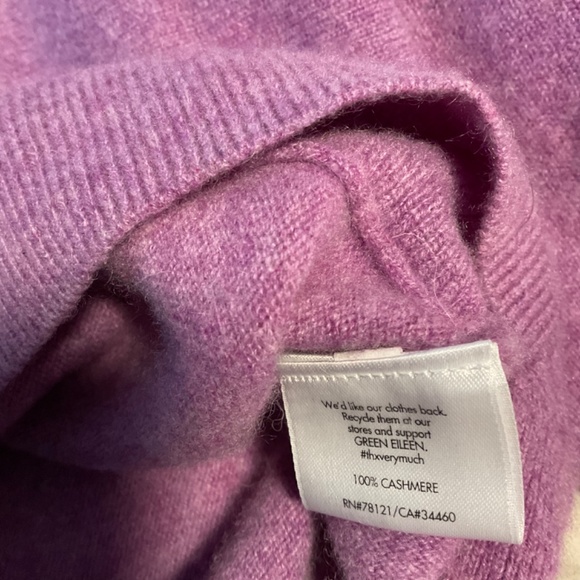 We'd like our clothes back.
Recycle them at our
stores and support
GREEN EILEEN.
#thxverymuch
100% CASHMERE
RN#78121/CA#34460